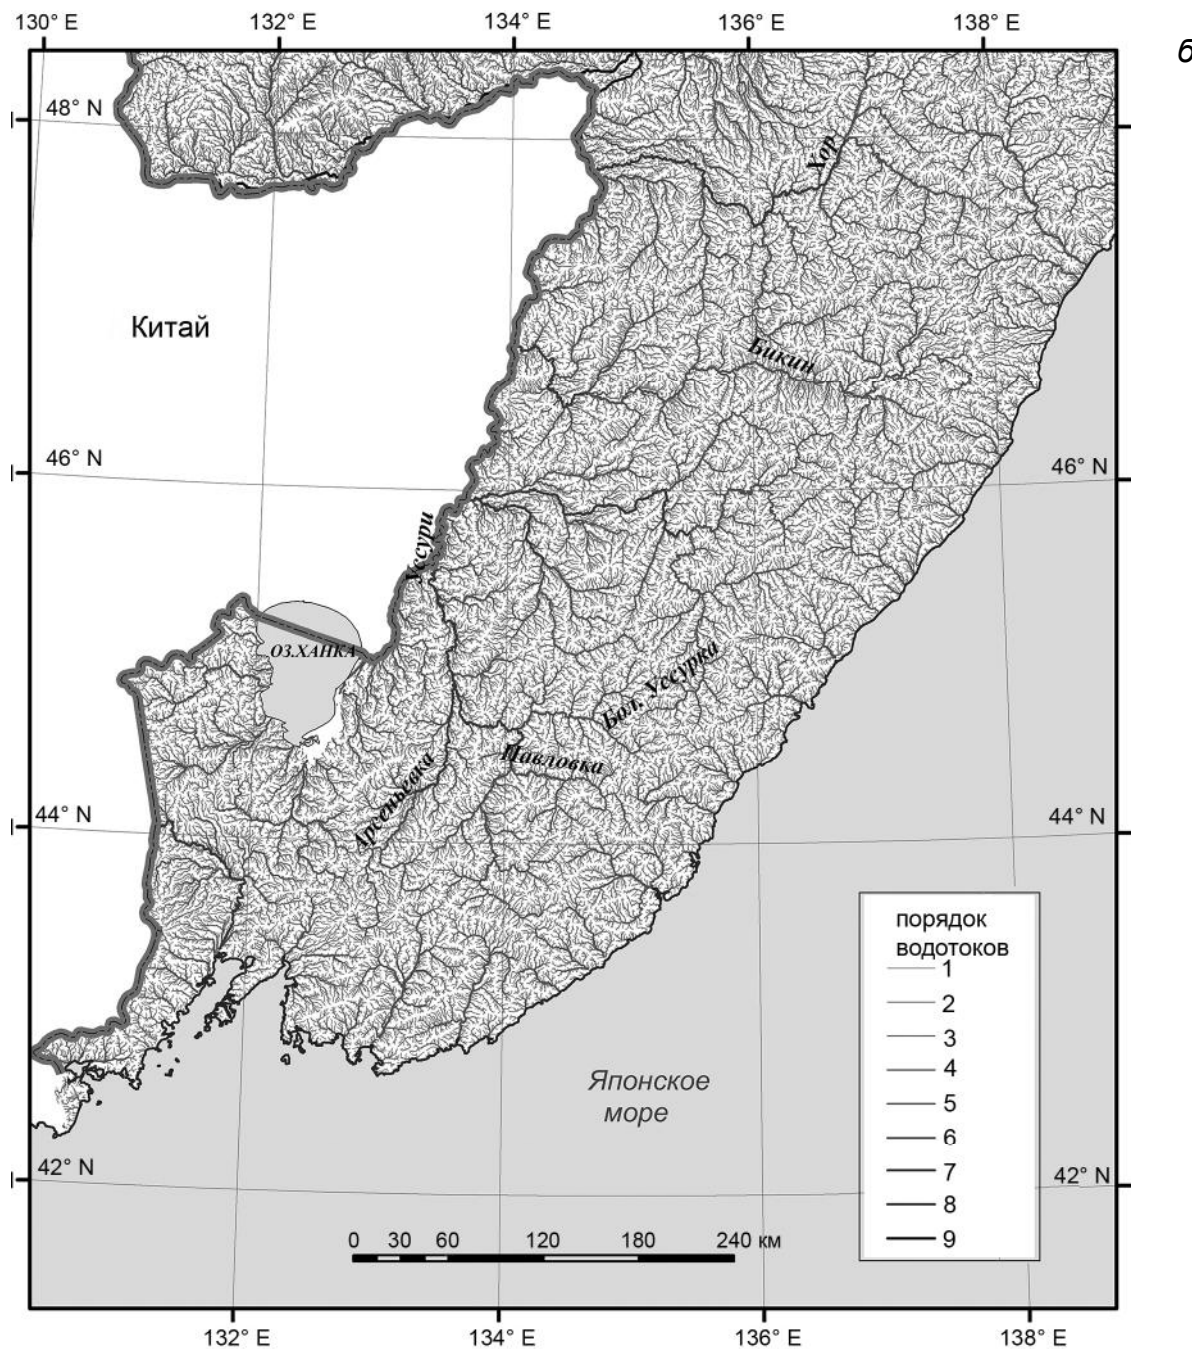 130° E 132° E 134° E 136° E 138° E
б
48° N
Хор
Китай
Бикин
46° N 46° N
Уссури
ОЗ.ХАНКА
Бол. Уссурка
Павловка
Арсеньевка
44° N 44° N
порядок
водотоков
1
2
3
4
5
6
7
8
9
Японское
море
42° N 42° N
0 30 60 120 180 240 км
132° E 134° E 136° E 138° E